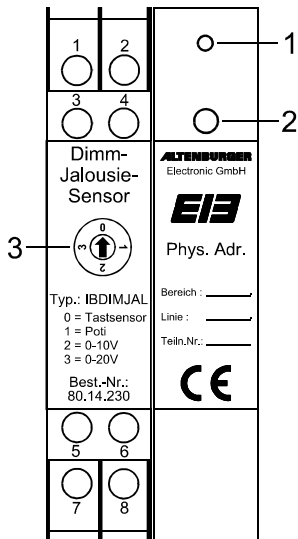 1 2
3 4
Dimm-
Jalousie-
Sensor
0
3 1
2
Typ.: IBDIMJAL
0 = Tastsensor
1 = Poti
2 = 0-10V
3 = 0-20V
Best.-Nr.:
80.14.230
5 6
7 8
ALTENBURGER
Electronic GmbH
EIB
Phys. Adr.
Bereich :
Linie :
Teiln.Nr.:
CE
1
2
3